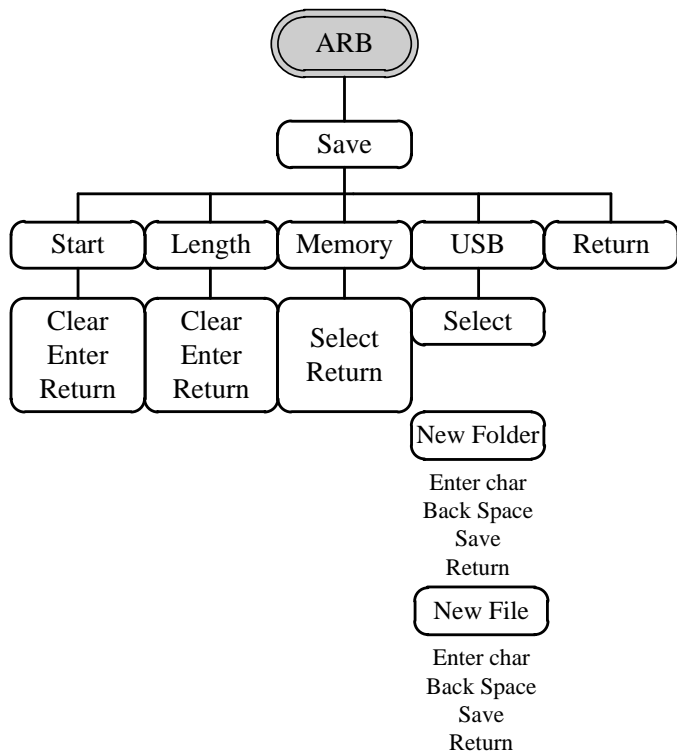 ARB
Save
Start
Length
Memory
USB
Return
Clear
Enter
Return
Clear
Enter
Return
Select
Return
Select
New Folder
Enter char
Back Space
Save
Return
New File
Enter char
Back Space
Save
Return